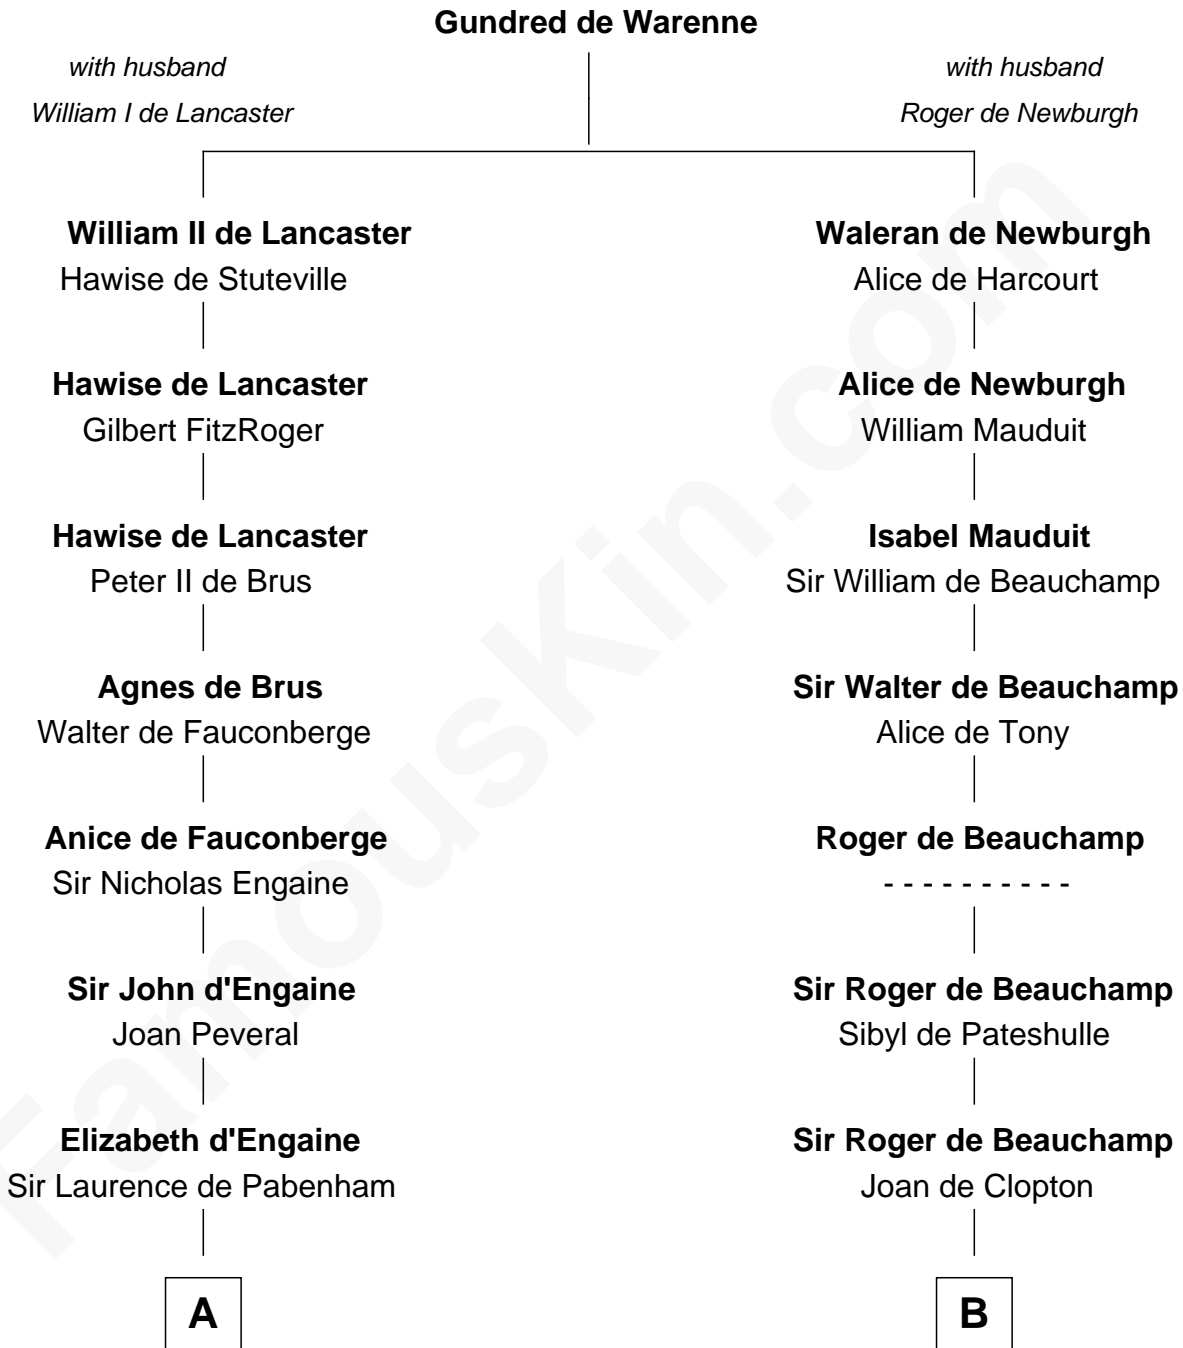 Gundred de Warenne
with husband
William I de Lancaster
with husband
Roger de Newburgh
William II de Lancaster
Hawise de Stuteville
Waleran de Newburgh
Alice de Harcourt
Hawise de Lancaster
Gilbert FitzRoger
Alice de Newburgh
William Mauduit
Hawise de Lancaster
Peter II de Brus
Isabel Mauduit
Sir William de Beauchamp
Agnes de Brus
Walter de Fauconberge
Sir Walter de Beauchamp
Alice de Tony
Anice de Fauconberge
Sir Nicholas Engaine
Roger de Beauchamp
- - - - - - - - - -
Sir John d'Engaine
Joan Peveral
Sir Roger de Beauchamp
Sibyl de Pateshulle
Elizabeth d'Engaine
Sir Laurence de Pabenham
Sir Roger de Beauchamp
Joan de Clopton
A
B
FamousKin.com